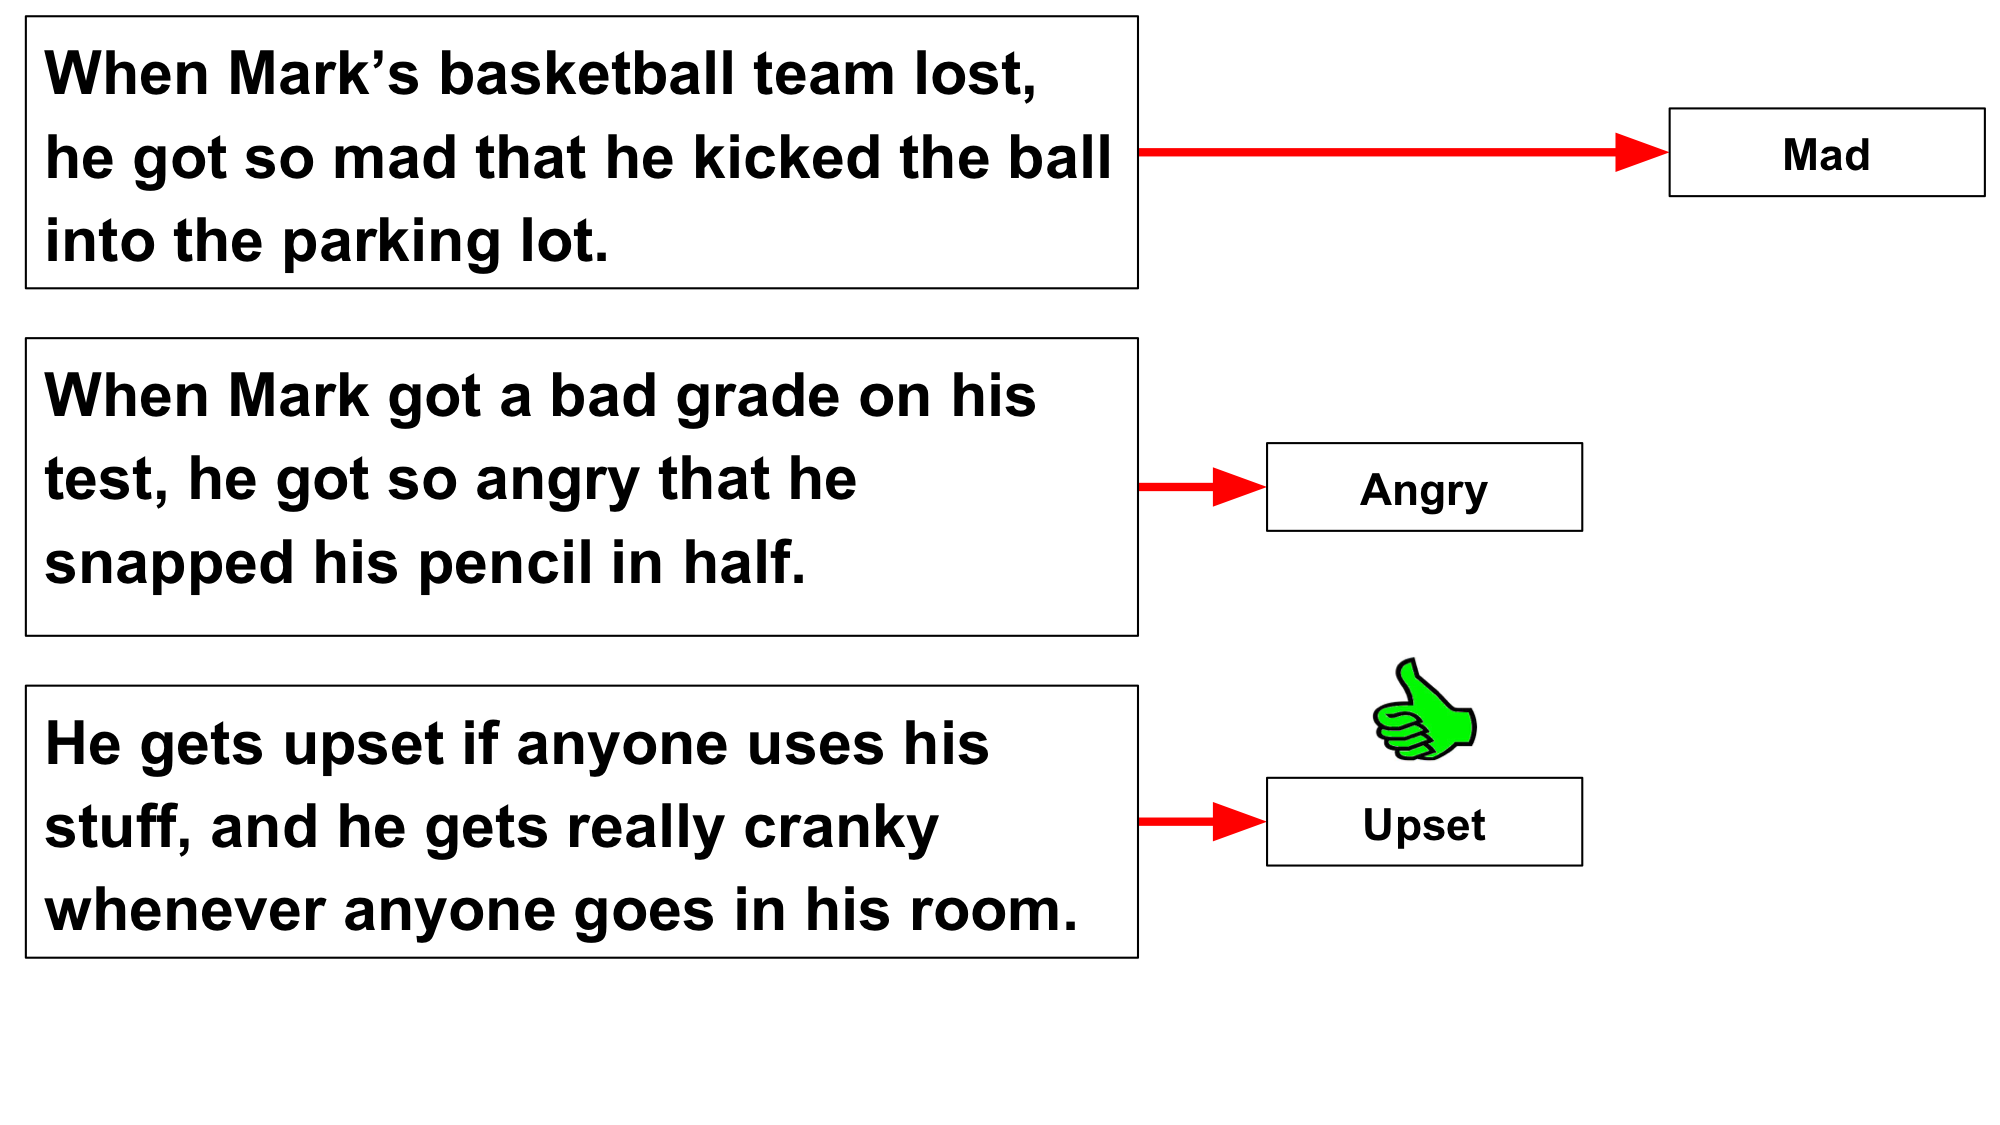 When Mark’s basketball team lost,
he got so mad that he kicked the ball
into the parking lot.
Mad
When Mark got a bad grade on his
test, he got so angry that he
snapped his pencil in half.
Angry
He gets upset if anyone uses his
stuff, and he gets really cranky
whenever anyone goes in his room.
Upset